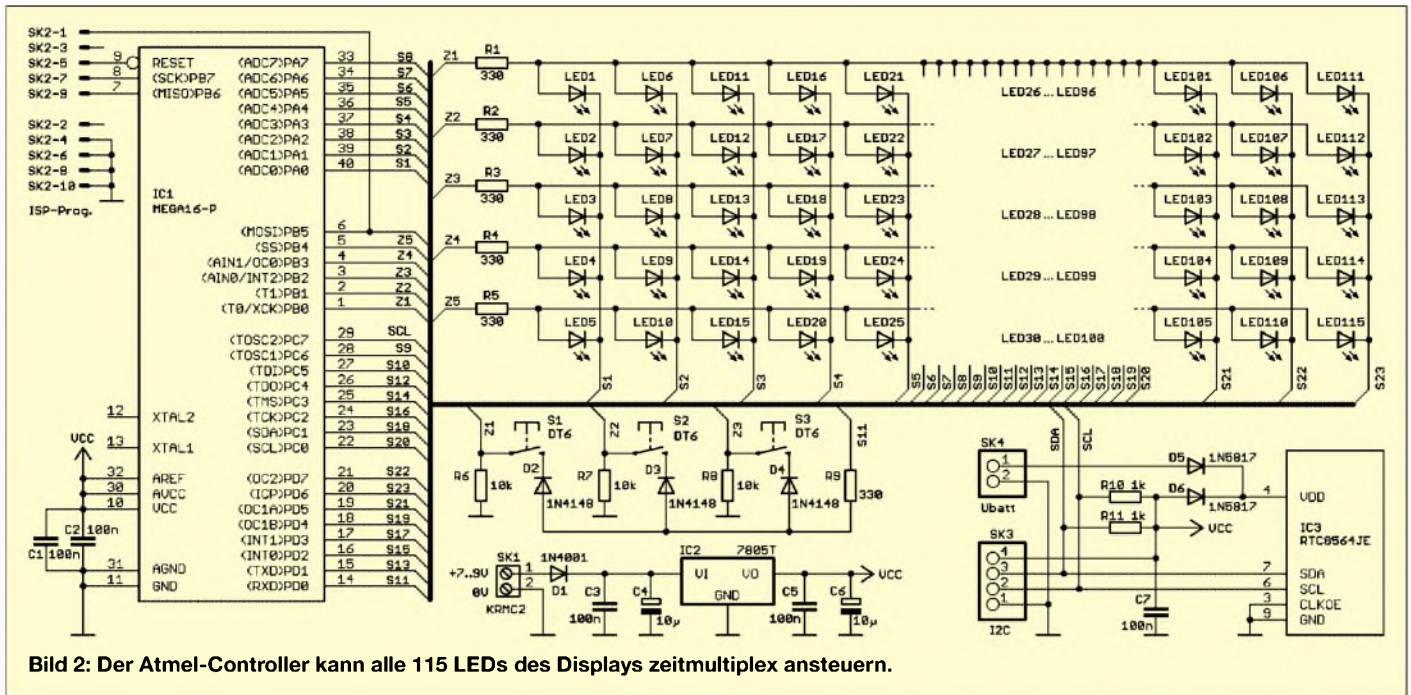 SK2-1
SK2-3
SK2-5
SK2-7
SK2-9
SK2-2
SK2-4
SK2-6
SK2-8
SK2-10
ISP-Prog.
IC1
MEGA16-P
9 RESET
8 (SCK)PB7
7 (MISO)PB6
(ADC7)PA7 33 S8
(ADC6)PA6 34 S7
(ADC5)PA5 35 S6
(ADC4)PA4 36 S5
(ADC3)PA3 37 S4
(ADC2)PA2 38 S3
(ADC1)PA1 39 S2
(ADC0)PA0 40 S1
(MOSI)PB5 6
(SS)PB4 5 Z5
(AIN1/OC0)PB3 4 Z4
(AIN0/INT2)PB2 3 Z3
(T1)PB1 2 Z2
(T0/XCK)PB0 1 Z1
(TOSC2)PC7 29 SCL
(TOSC1)PC6 28 S9
(TDI)PC5 27 S10
(TDO)PC4 26 S12
(TMS)PC3 25 S14
(TCK)PC2 24 S16
(SDA)PC1 23 S18
(SCL)PC0 22 S20
(OC2)PD7 21 S22
(ICP)PD6 20 S23
(OC1A)PD5 19 S21
(OC1B)PD4 18 S19
(INT1)PD3 17 S17
(INT0)PD2 16 S15
(TXD)PD1 15 S13
(RXD)PD0 14 S11
12 XTAL2
13 XTAL1
VCC
32 AREF
30 AVCC
10 VCC
31 AGND
11 GND
C2 100n
C1 100n
Z1 R1 330
LED1 LED6 LED11 LED16 LED21 LED26...LED96 LED101 LED106 LED111
Z2 R2 330
LED2 LED7 LED12 LED17 LED22 LED27...LED97 LED102 LED107 LED112
Z3 R3 330
LED3 LED8 LED13 LED18 LED23 LED28...LED98 LED103 LED108 LED113
Z4 R4 330
LED4 LED9 LED14 LED19 LED24 LED29...LED99 LED104 LED109 LED114
Z5 R5 330
LED5 LED10 LED15 LED20 LED25 LED30...LED100 LED105 LED110 LED115
S1 S2 S3 S4 S5 S6 S7 S8 S9 S10 S11 S12 S13 S14 S15 S16 S17 S18 S19 S20 S21 S22 S23
Z1 S1 DT6 Z2 S2 DT6 Z3 S3 DT6 S11
R6 10k D2 1N4148 R7 10k D3 1N4148 R8 10k D4 1N4148 R9 330
SK1
+7..9V 1
0V 2
KRMC2
1N4001
D1
C3 100n
C4 10µ
IC2 7805T
VI VO
GND
C5 100n
C6 10µ
VCC
SDA SCL
SK4
1
2
Ubatt
D5 1N5817
D6 1N5817
R10 1k
R11 1k
VCC
SK3
4
3
2
1
I2C
C7 100n
4 VDD
IC3
RTC8564JE
7 SDA
6 SCL
3 CLKOE
9 GND
Bild 2: Der Atmel-Controller kann alle 115 LEDs des Displays zeitmultiplex ansteuern.